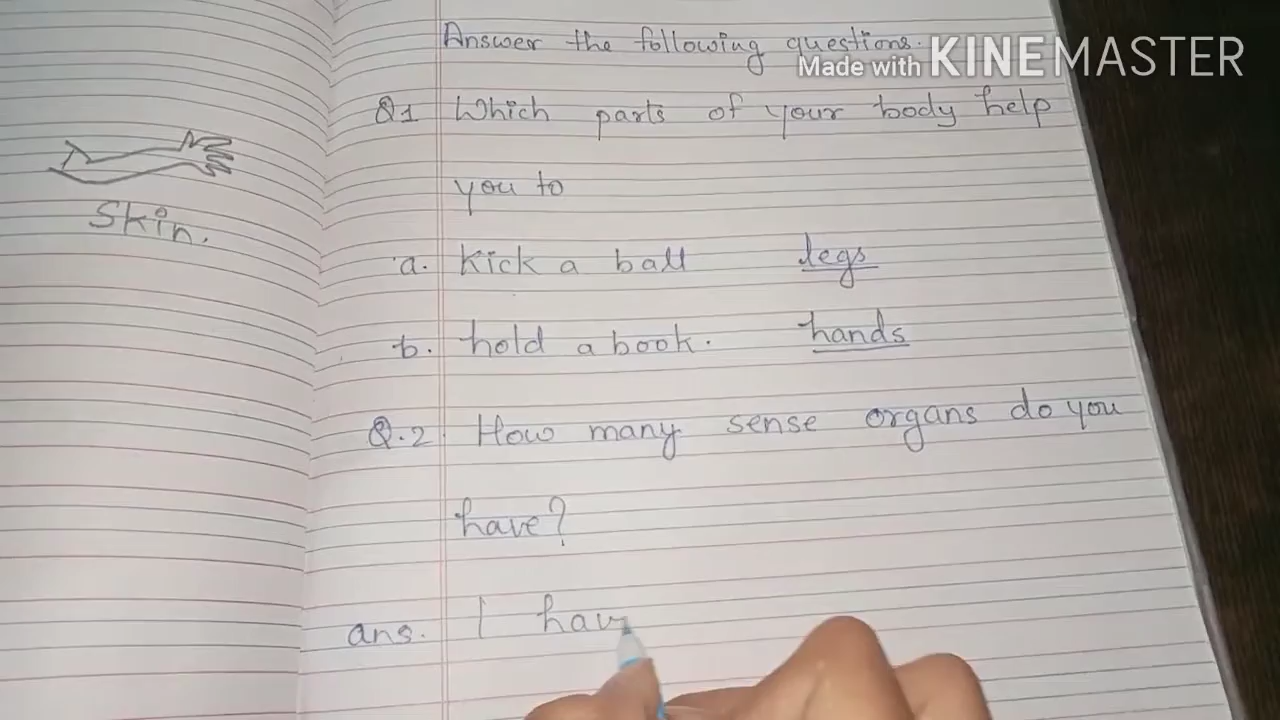 Skin.
Answer the following questions.
Made with KINEMASTER
Q1 Which parts of your body help
you to
a. Kick a ball legs
b. hold a book. hands
Q.2 How many sense organs do you
have?
ans. I hav